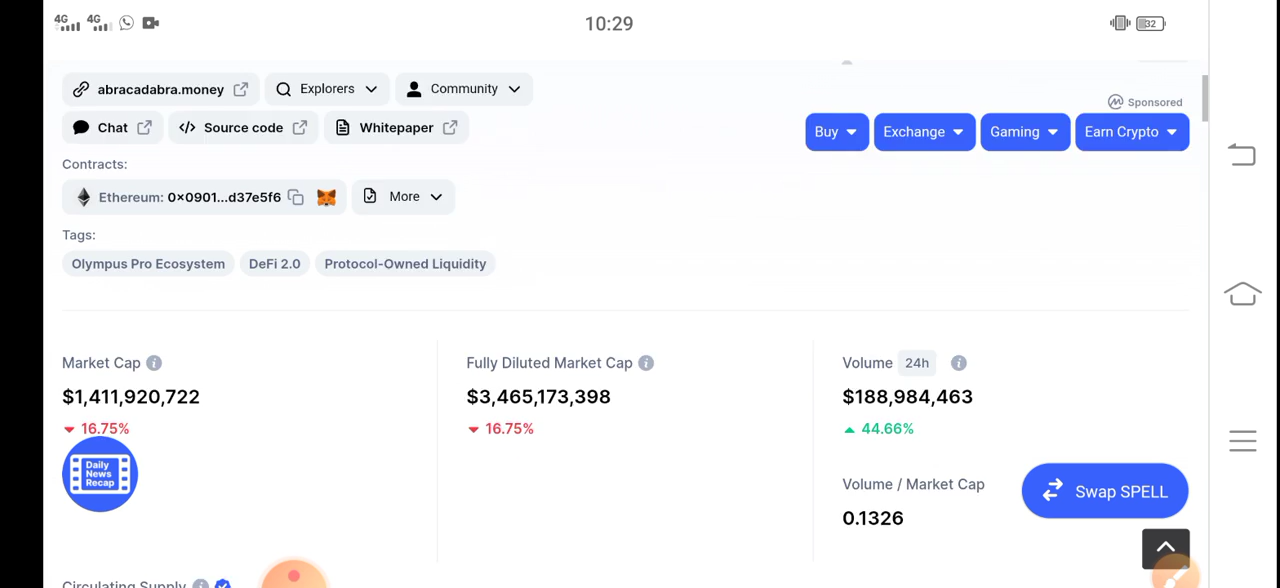 4G 4G 10:29 32
abracadabra.money Explorers Community
Sponsored
Chat Source code Whitepaper
Buy Exchange Gaming Earn Crypto
Contracts:
Ethereum: 0×0901...d37e5f6 More
Tags:
Olympus Pro Ecosystem DeFi 2.0 Protocol-Owned Liquidity
Market Cap Fully Diluted Market Cap Volume 24h
$1,411,920,722 $3,465,173,398 $188,984,463
16.75% 16.75% 44.66%
Daily
News
Recap
Volume / Market Cap
Swap SPELL
0.1326
Circulating Supply